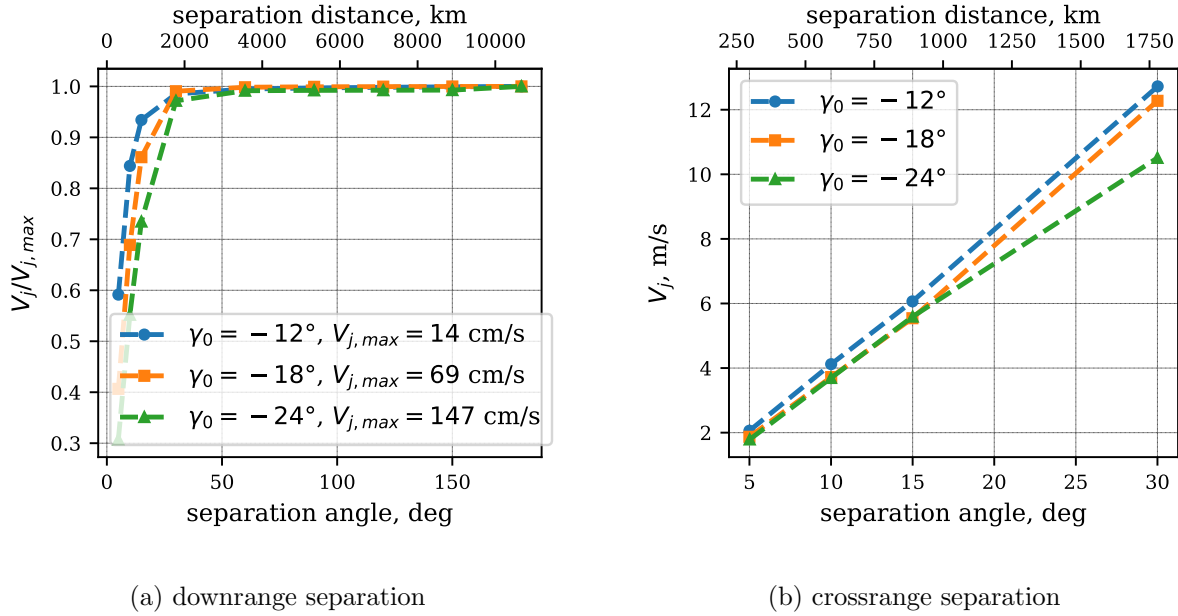 separation distance, km
0 2000 4000 6000 8000 10000
1.0
0.9
0.8
0.7
0.6
0.5
0.4
0.3
V_j/V_{j,max}
γ_0 = −12°, V_{j,max} = 14 cm/s
γ_0 = −18°, V_{j,max} = 69 cm/s
γ_0 = −24°, V_{j,max} = 147 cm/s
0 50 100 150
separation angle, deg
(a) downrange separation
separation distance, km
250 500 750 1000 1250 1500 1750
12
10
8
6
4
2
V_j, m/s
γ_0 = −12°
γ_0 = −18°
γ_0 = −24°
5 10 15 20 25 30
separation angle, deg
(b) crossrange separation